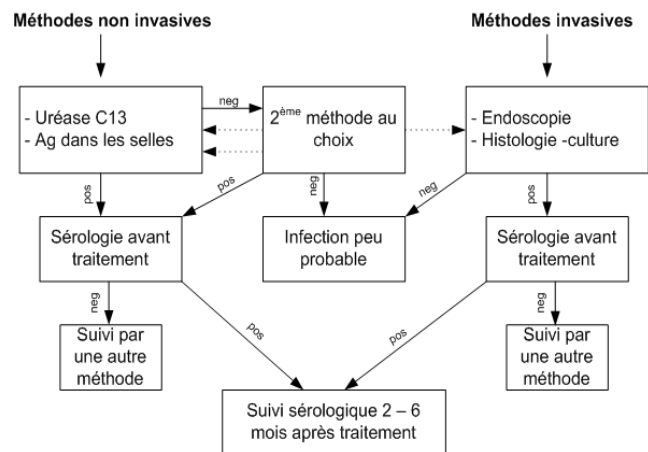 Méthodes non invasives
Méthodes invasives
- Uréase C13
- Ag dans les selles
neg
2ème méthode au
choix
- Endoscopie
- Histologie -culture
pos
pos
neg
neg
pos
Sérologie avant
traitement
Infection peu
probable
Sérologie avant
traitement
neg
pos
pos
neg
Suivi par
une autre
méthode
Suivi par
une autre
méthode
Suivi sérologique 2 – 6
mois après traitement